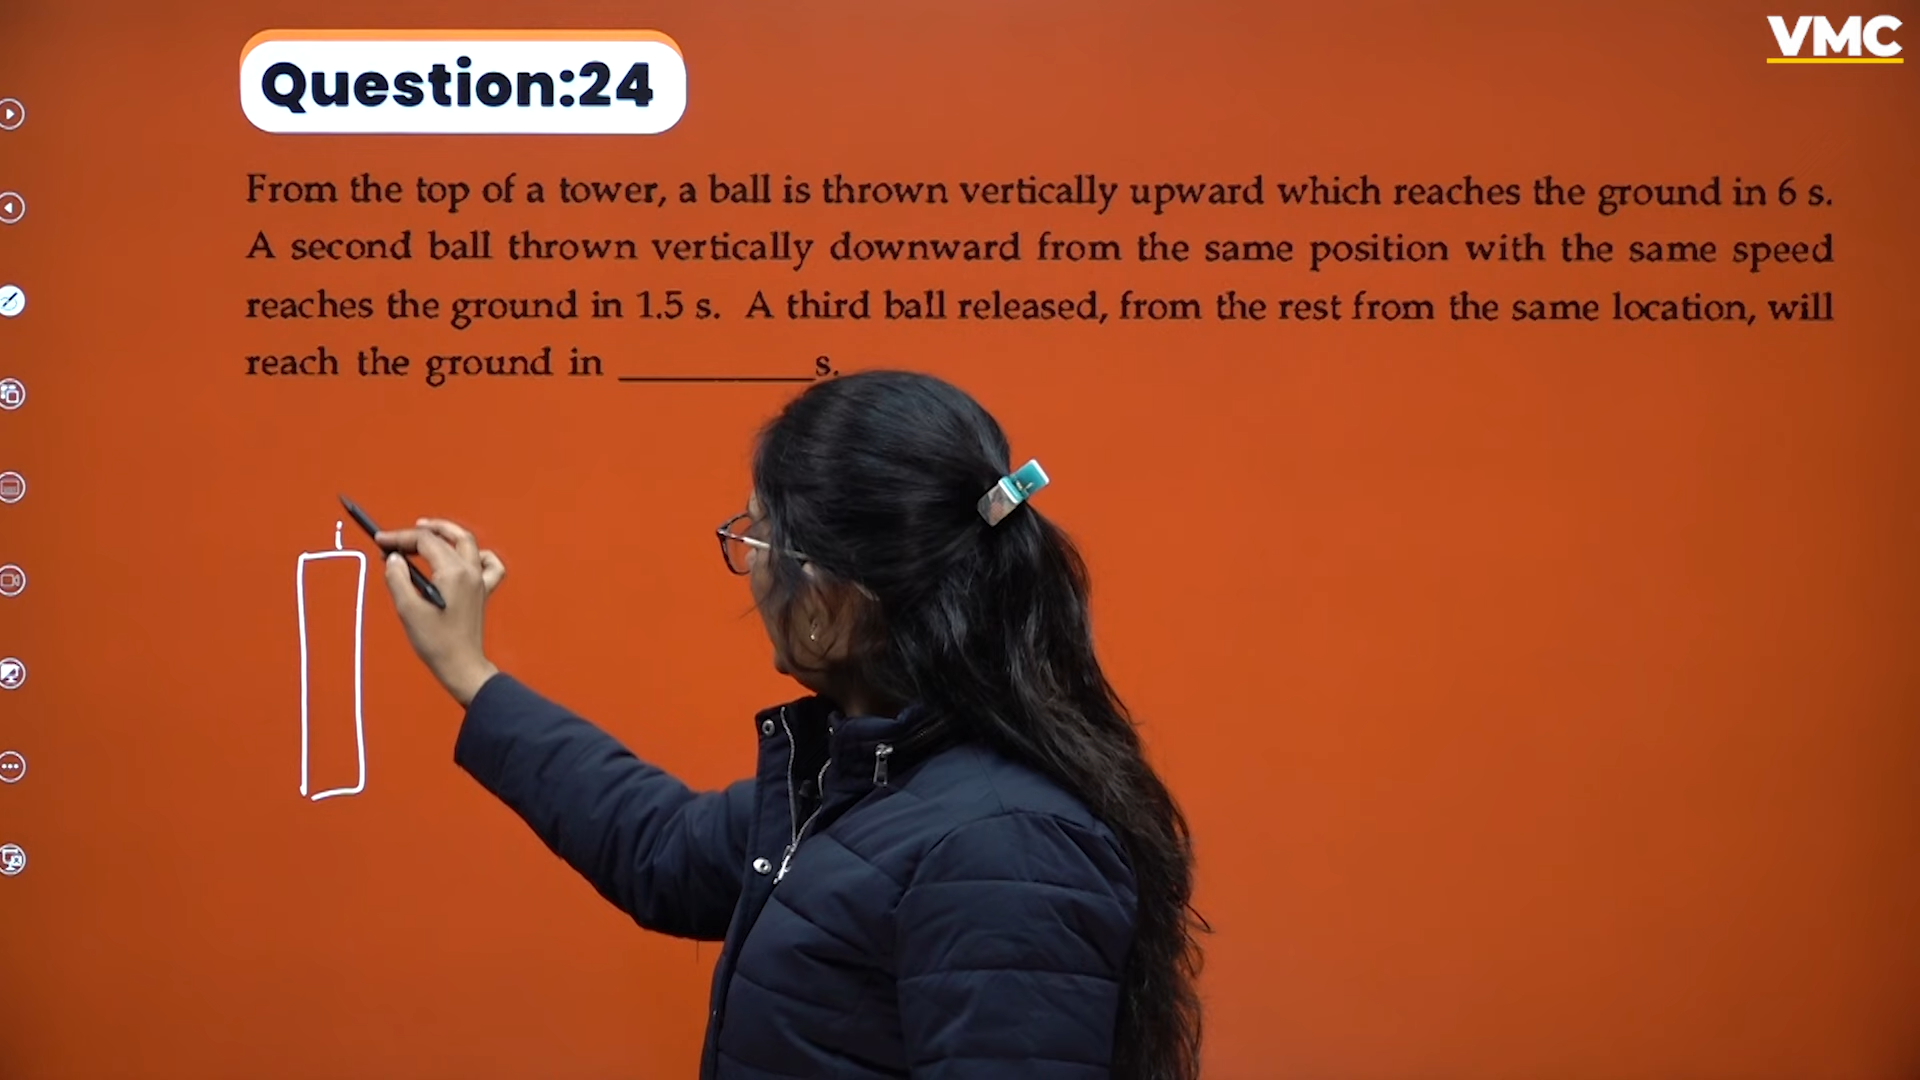 VMC
Question:24
From the top of a tower, a ball is thrown vertically upward which reaches the ground in 6 s.
A second ball thrown vertically downward from the same position with the same speed
reaches the ground in 1.5 s. A third ball released, from the rest from the same location, will
reach the ground in __________s.